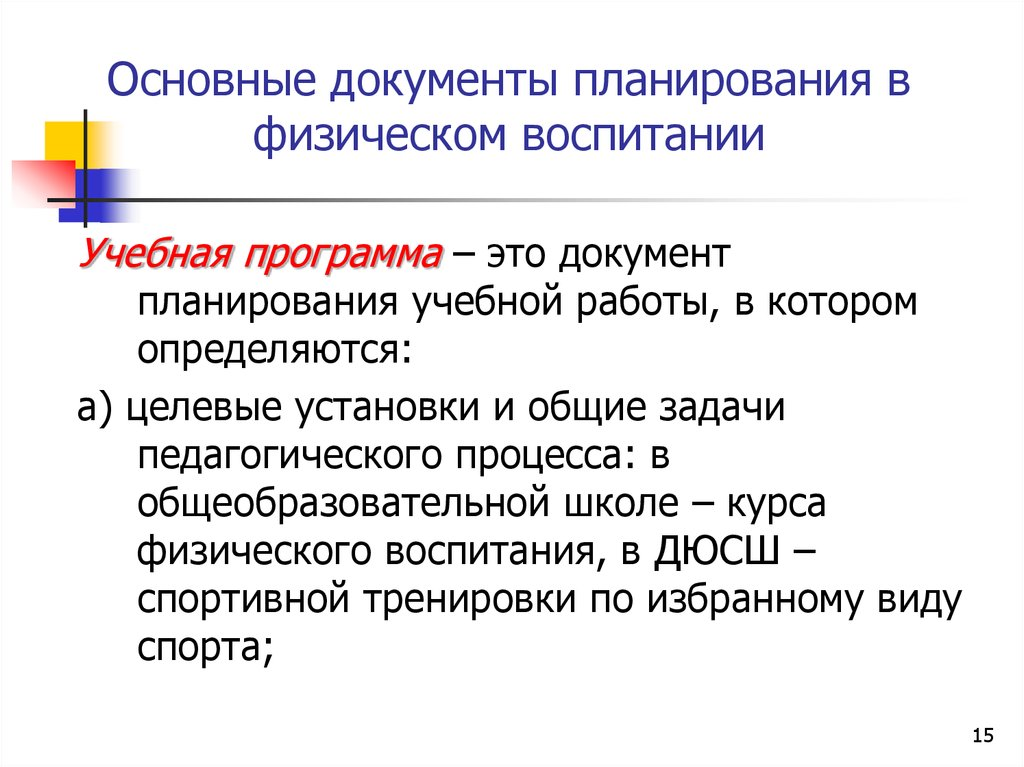 Основные документы планирования в
физическом воспитании
Учебная программа – это документ
планирования учебной работы, в котором
определяются:
а) целевые установки и общие задачи
педагогического процесса: в
общеобразовательной школе – курса
физического воспитания, в ДЮСШ –
спортивной тренировки по избранному виду
спорта;
15